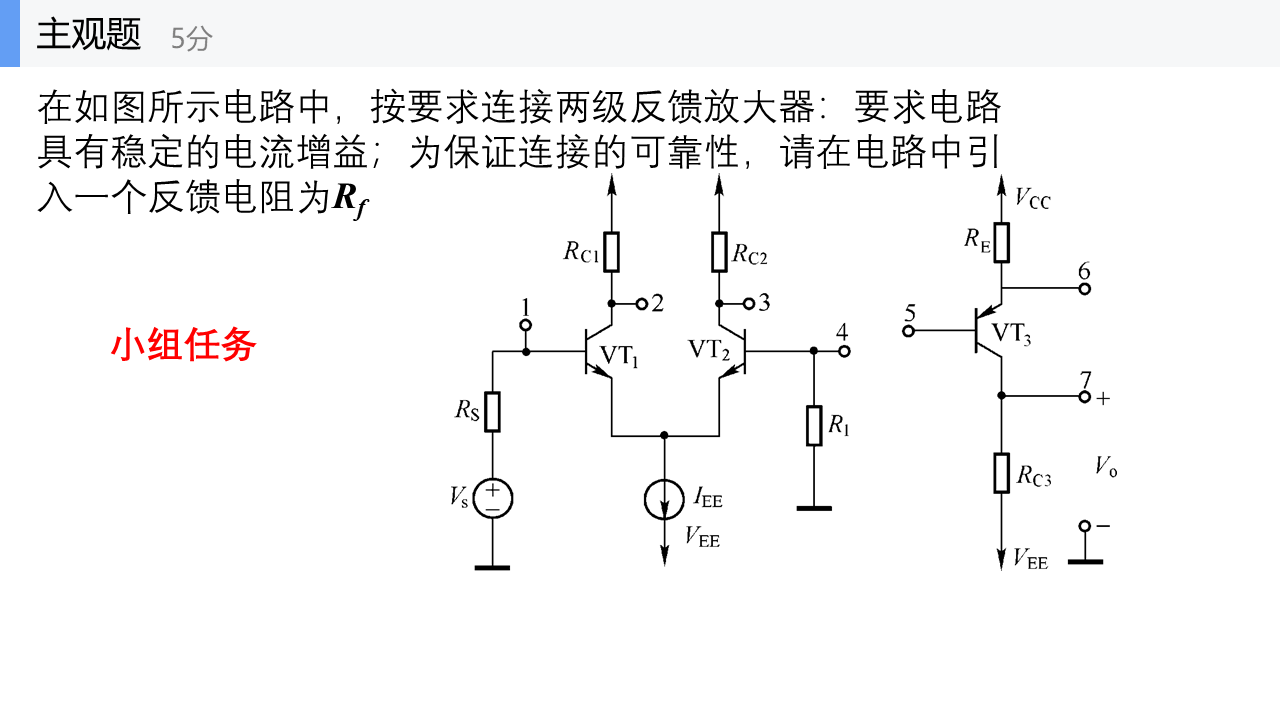 主观题 5分
在如图所示电路中，按要求连接两级反馈放大器：要求电路
具有稳定的电流增益；为保证连接的可靠性，请在电路中引
入一个反馈电阻为Rf
VCC
RC1
RC2
RE
6
1
2
3
5
4
VT1
VT2
VT3
小组任务
7
+
RS
R1
Vs
+
−
IEE
RC3
Vo
VEE
−
VEE